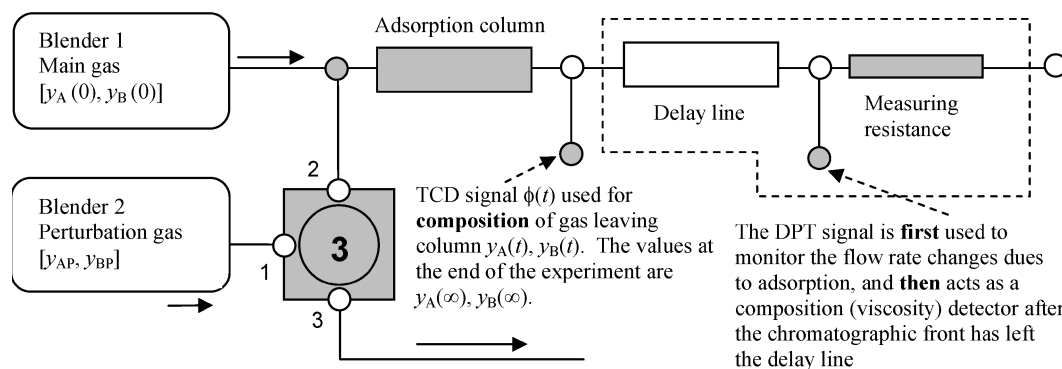 Blender 1
Main gas
[yA (0), yB (0)]
Adsorption column
Delay line
Measuring
resistance
Blender 2
Perturbation gas
[yAP, yBP]
2
3
1
3
TCD signal ϕ(t) used for
composition of gas leaving
column yA(t), yB(t). The values at
the end of the experiment are
yA(∞), yB(∞).
The DPT signal is first used to
monitor the flow rate changes dues
to adsorption, and then acts as a
composition (viscosity) detector after
the chromatographic front has left
the delay line